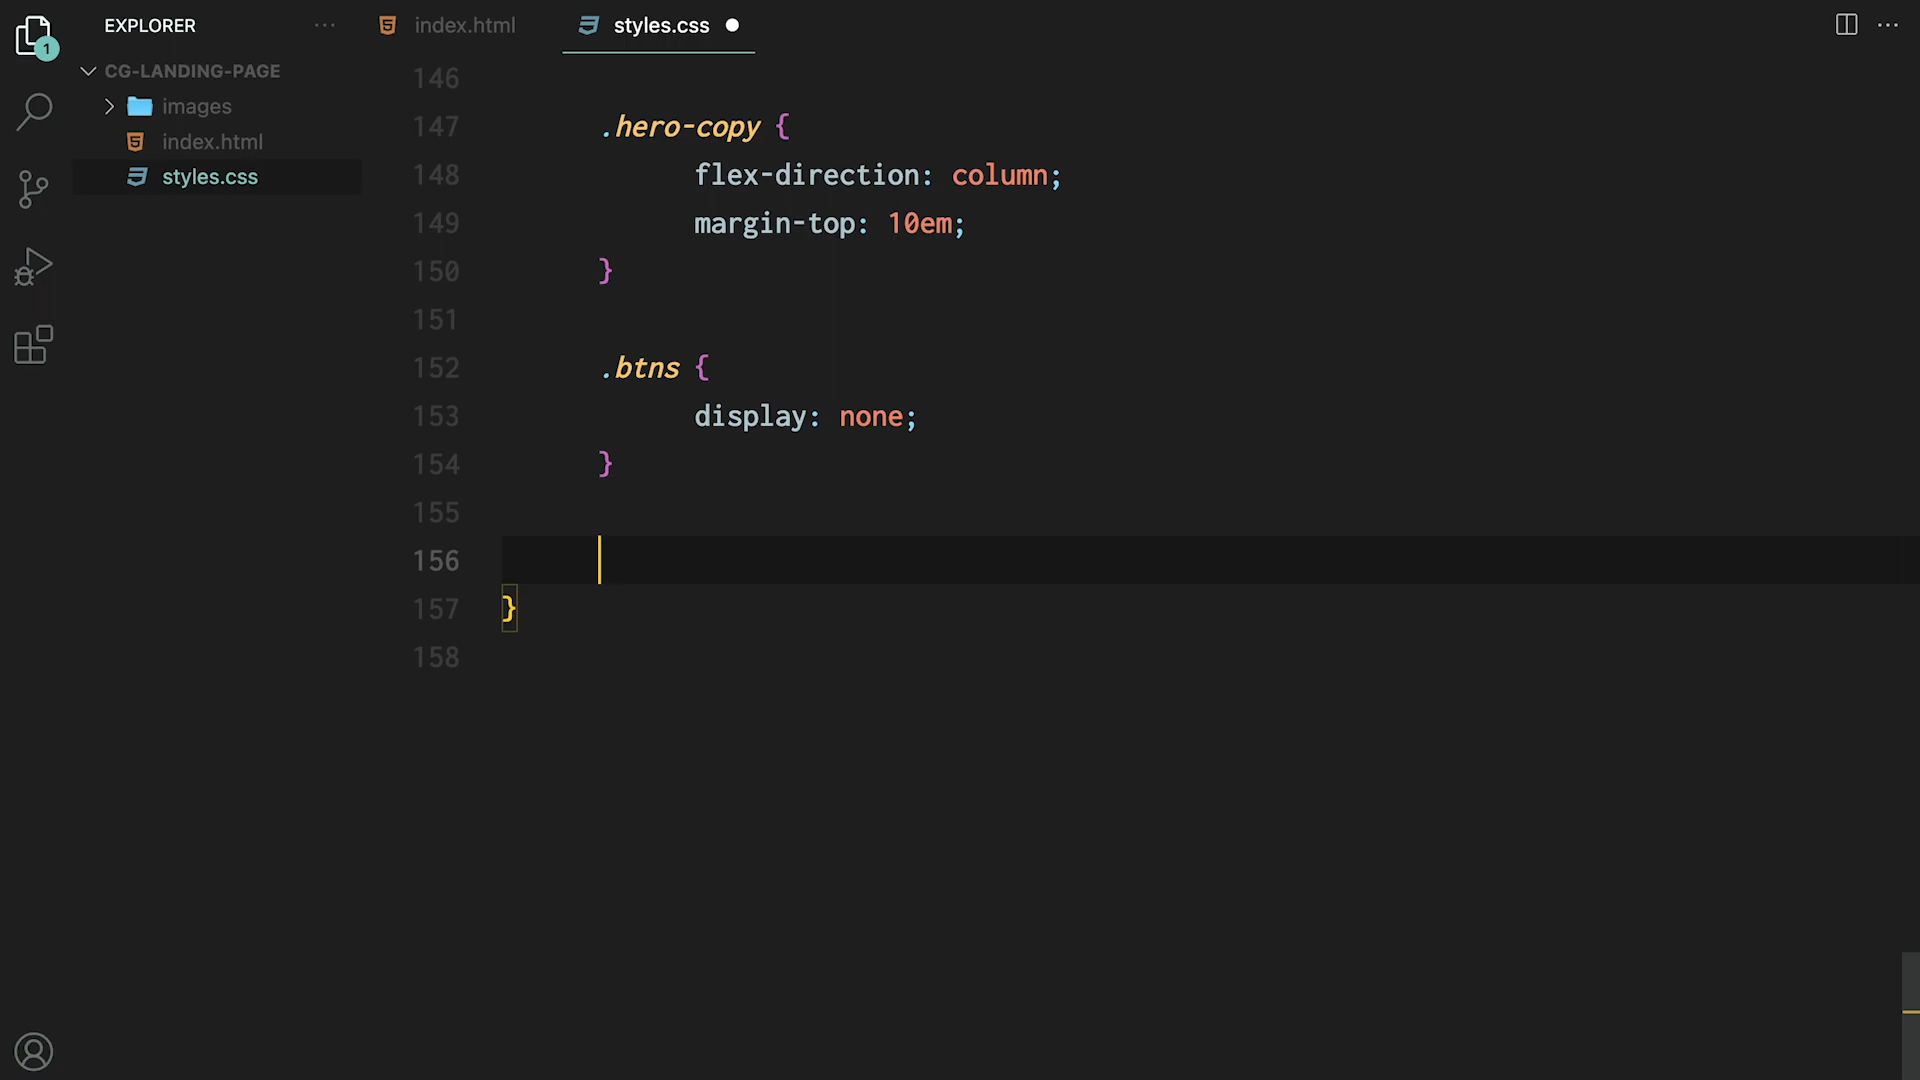 EXPLORER
CG-LANDING-PAGE
images
index.html
styles.css
1
index.html
styles.css
146
147 .hero-copy {
148 flex-direction: column;
149 margin-top: 10em;
150 }
151
152 .btns {
153 display: none;
154 }
155
156
157 }
158